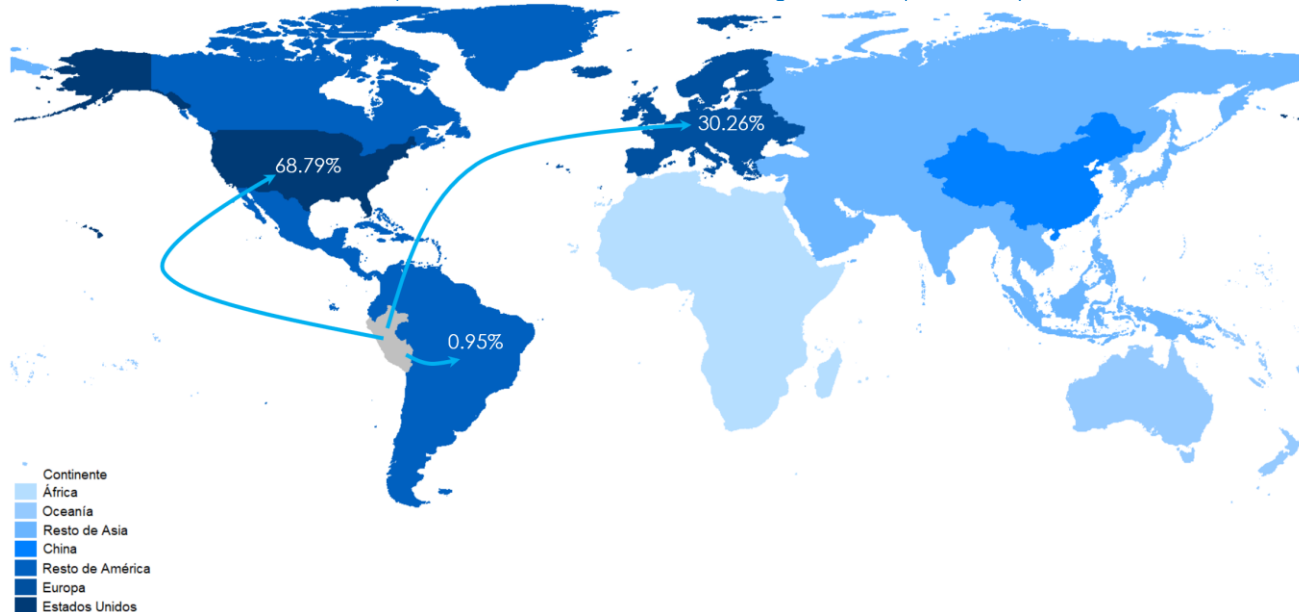 30.26%
68.79%
0.95%
Continente
África
Oceanía
Resto de Asia
China
Resto de América
Europa
Estados Unidos